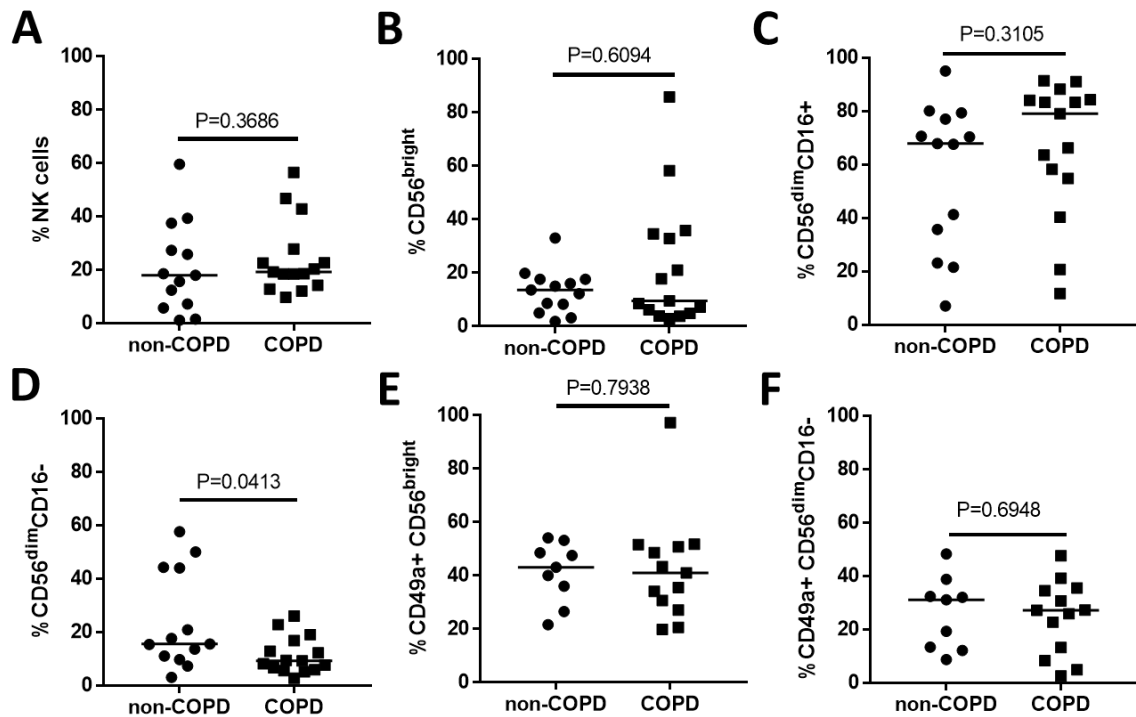 A
% NK cells
100
80
60
40
20
0
P=0.3686
non-COPD COPD
B
% CD56bright
100
80
60
40
20
0
P=0.6094
non-COPD COPD
C
% CD56dimCD16+
100
80
60
40
20
0
P=0.3105
non-COPD COPD
D
% CD56dimCD16-
100
80
60
40
20
0
P=0.0413
non-COPD COPD
E
% CD49a+ CD56bright
100
80
60
40
20
0
P=0.7938
non-COPD COPD
F
% CD49a+ CD56dimCD16-
100
80
60
40
20
0
P=0.6948
non-COPD COPD